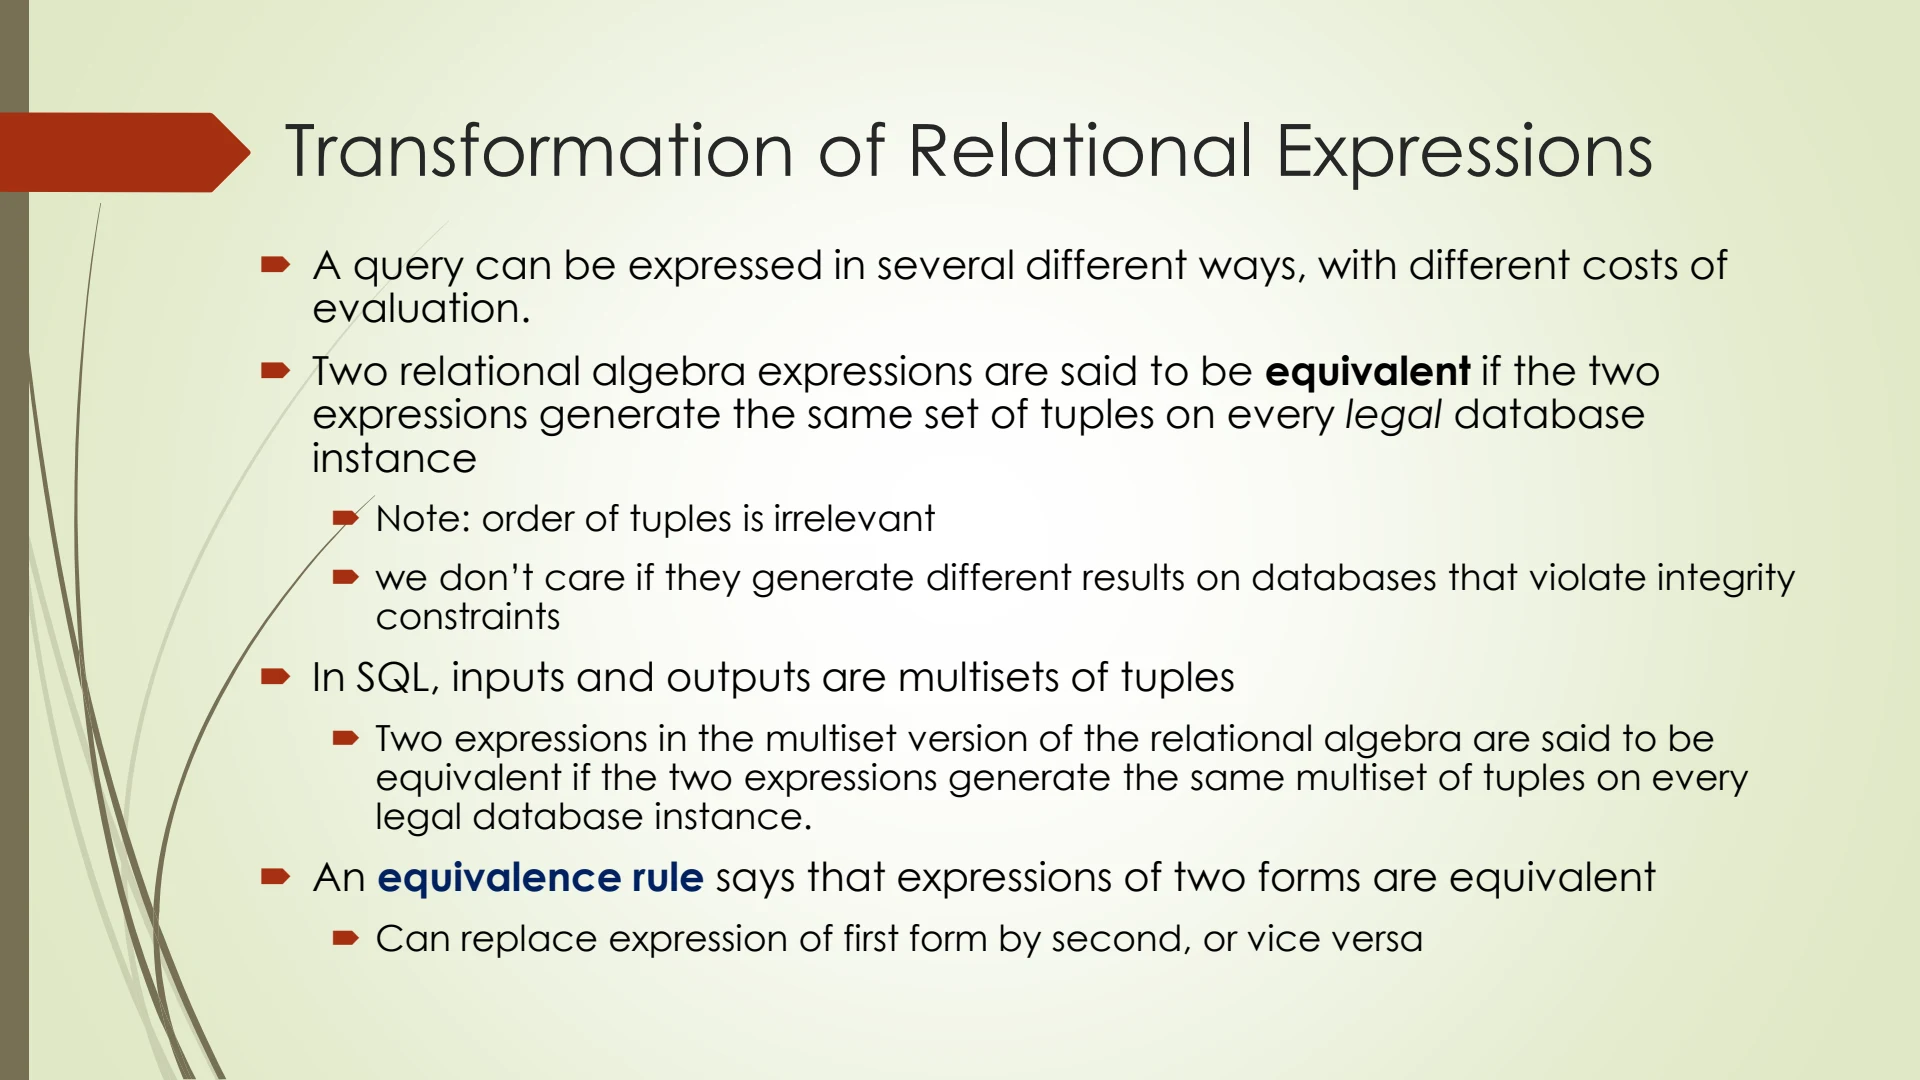 Transformation of Relational Expressions
A query can be expressed in several different ways, with different costs of
evaluation.
Two relational algebra expressions are said to be equivalent if the two
expressions generate the same set of tuples on every legal database
instance
Note: order of tuples is irrelevant
we don’t care if they generate different results on databases that violate integrity
constraints
In SQL, inputs and outputs are multisets of tuples
Two expressions in the multiset version of the relational algebra are said to be
equivalent if the two expressions generate the same multiset of tuples on every
legal database instance.
An equivalence rule says that expressions of two forms are equivalent
Can replace expression of first form by second, or vice versa